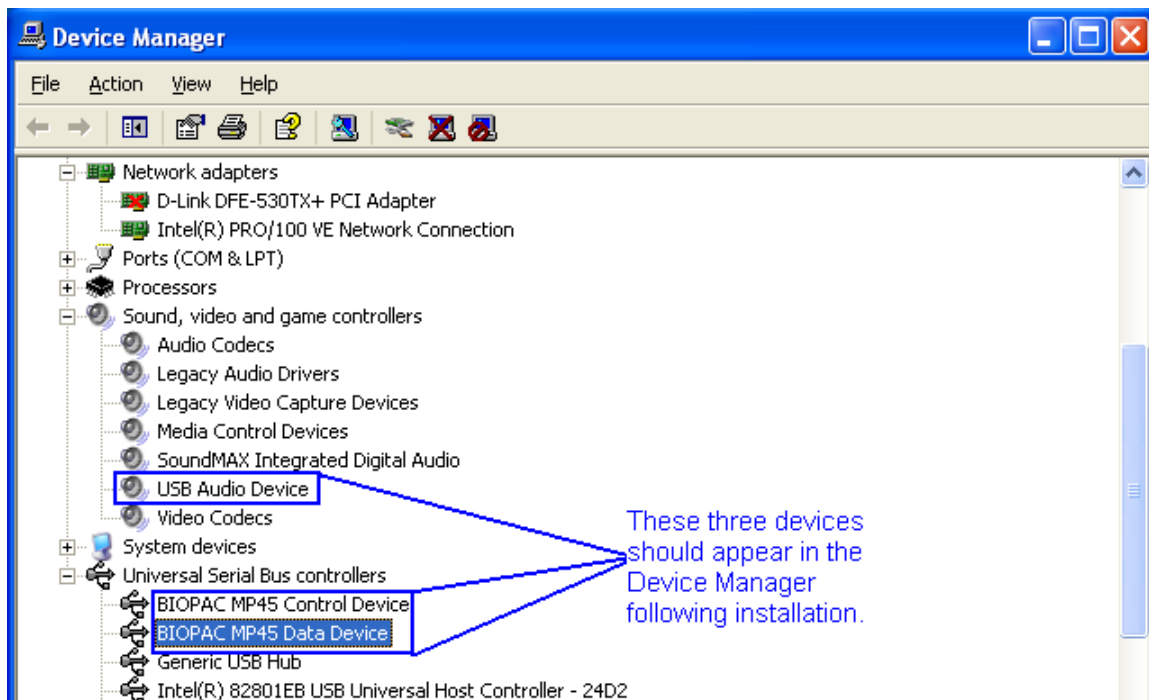 Device Manager
File Action View Help
Network adapters
D-Link DFE-530TX+ PCI Adapter
Intel(R) PRO/100 VE Network Connection
Ports (COM & LPT)
Processors
Sound, video and game controllers
Audio Codecs
Legacy Audio Drivers
Legacy Video Capture Devices
Media Control Devices
SoundMAX Integrated Digital Audio
USB Audio Device
Video Codecs
System devices
Universal Serial Bus controllers
BIOPAC MP45 Control Device
BIOPAC MP45 Data Device
Generic USB Hub
Intel(R) 82801EB USB Universal Host Controller - 24D2
These three devices
should appear in the
Device Manager
following installation.